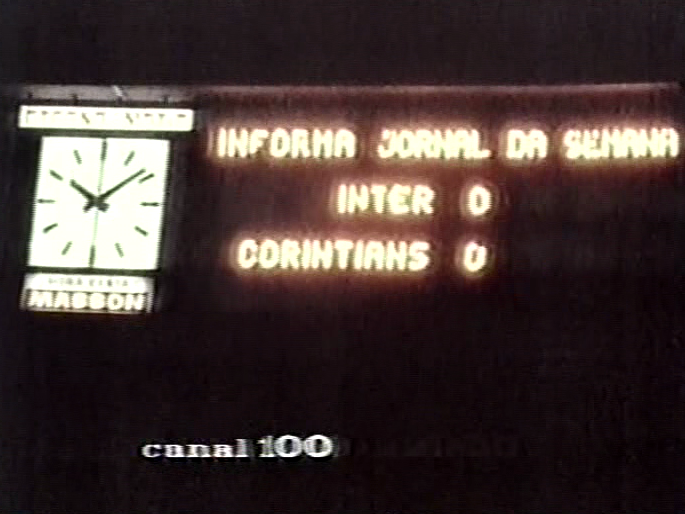 INFORMA JORNAL DA SEMANA
INTER 0
CORINTIANS 0
MASSON
canal 100